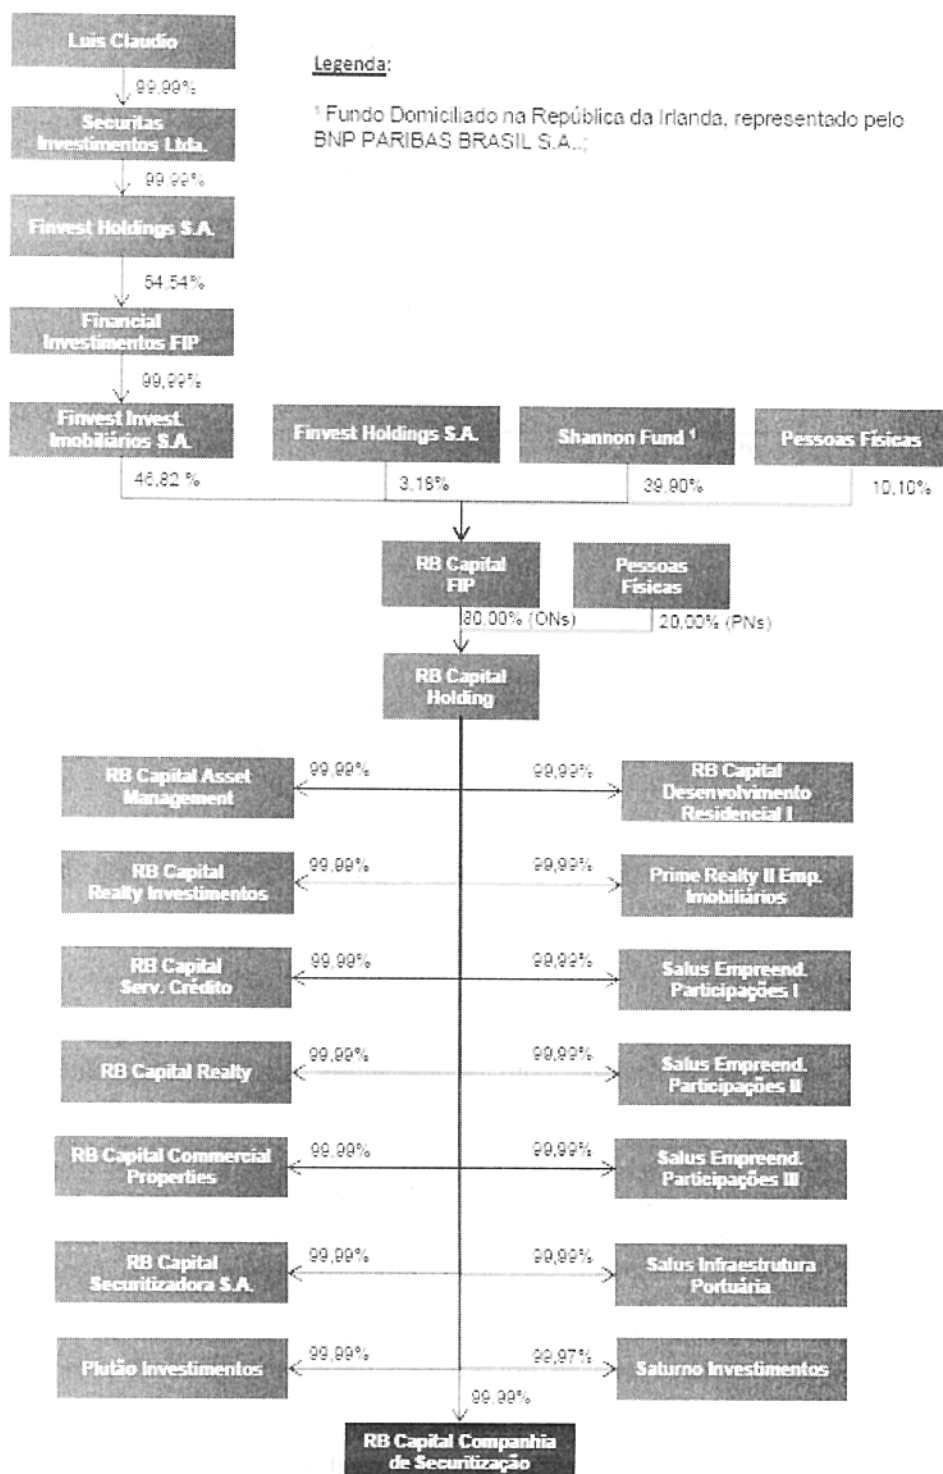 Luis Claudio
Legenda:
99,99%
¹ Fundo Domiciliado na República da Irlanda, representado pelo
BNP PARIBAS BRASIL S.A..;
Securitas
Investimentos Ltda.
99,99%
Finvest Holdings S.A.
54,54%
Financial
Investimentos FIP
99,99%
Finvest Invest.
Imobiliários S.A.
Finvest Holdings S.A.
Shannon Fund ¹
Pessoas Físicas
46,82 %
3,18%
39,90%
10,10%
RB Capital
FIP
Pessoas
Físicas
80,00% (ONs)
20,00% (PNs)
RB Capital
Holding
RB Capital Asset
Management
99,99%
99,99%
RB Capital
Desenvolvimento
Residencial I
RB Capital
Realty Investimentos
99,99%
99,99%
Prime Realty II Emp.
Imobiliários
RB Capital
Serv. Crédito
99,99%
99,99%
Salus Empreend.
Participações I
RB Capital Realty
99,99%
99,99%
Salus Empreend.
Participações II
RB Capital Commercial
Properties
99,99%
99,99%
Salus Empreend.
Participações III
RB Capital
Securitizadora S.A.
99,99%
99,99%
Salus Infraestrutura
Portuária
Plutão Investimentos
99,99%
99,97%
Saturno Investimentos
99,99%
RB Capital Companhia
de Securitização